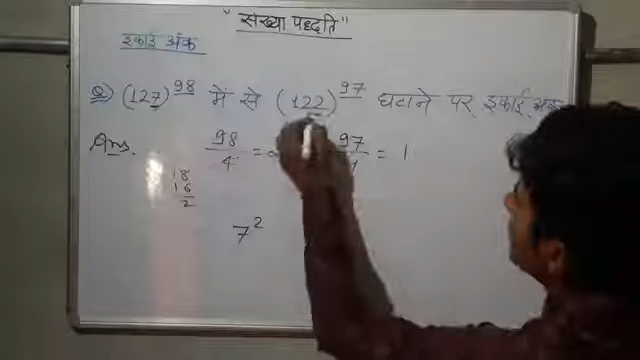 "संख्या पद्धति"
इकाई अंक
Q) (127)^98 में से (122)^97 घटाने पर इकाई अंक
Ans. 98/4 = 97/4 = 1
18
16
2
7^2